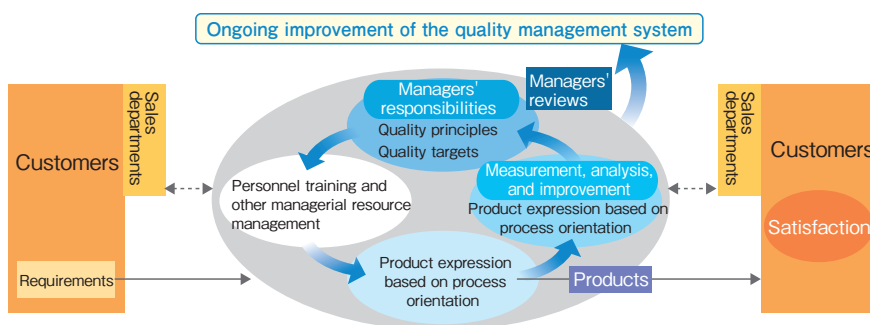 Ongoing improvement of the quality management system
Customers
Sales
departments
Requirements
Managers'
responsibilities
Quality principles
Quality targets
Managers'
reviews
Personnel training and
other managerial resource
management
Measurement, analysis,
and improvement
Product expression based on
process orientation
Product expression
based on process
orientation
Products
Sales
departments
Customers
Satisfaction